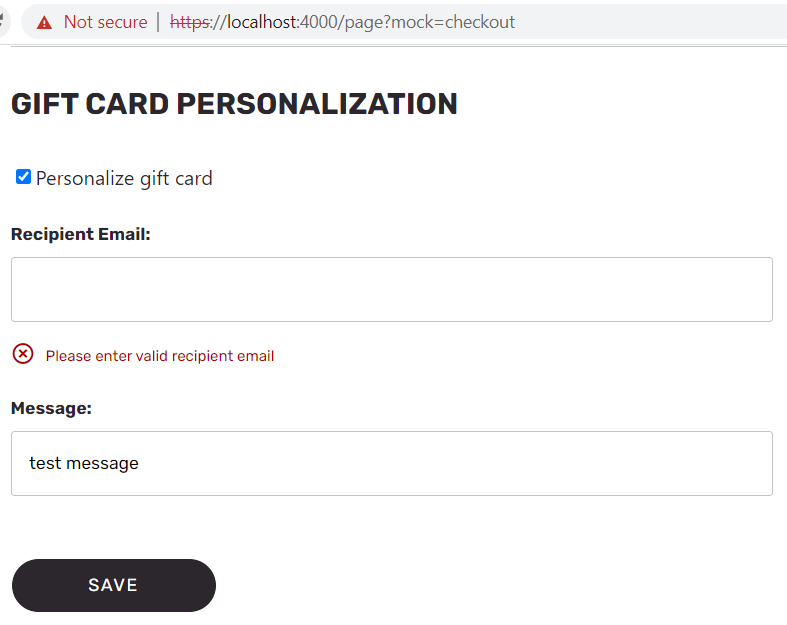 Not secure | https://localhost:4000/page?mock=checkout
GIFT CARD PERSONALIZATION
Personalize gift card
Recipient Email:
Please enter valid recipient email
Message:
test message
SAVE